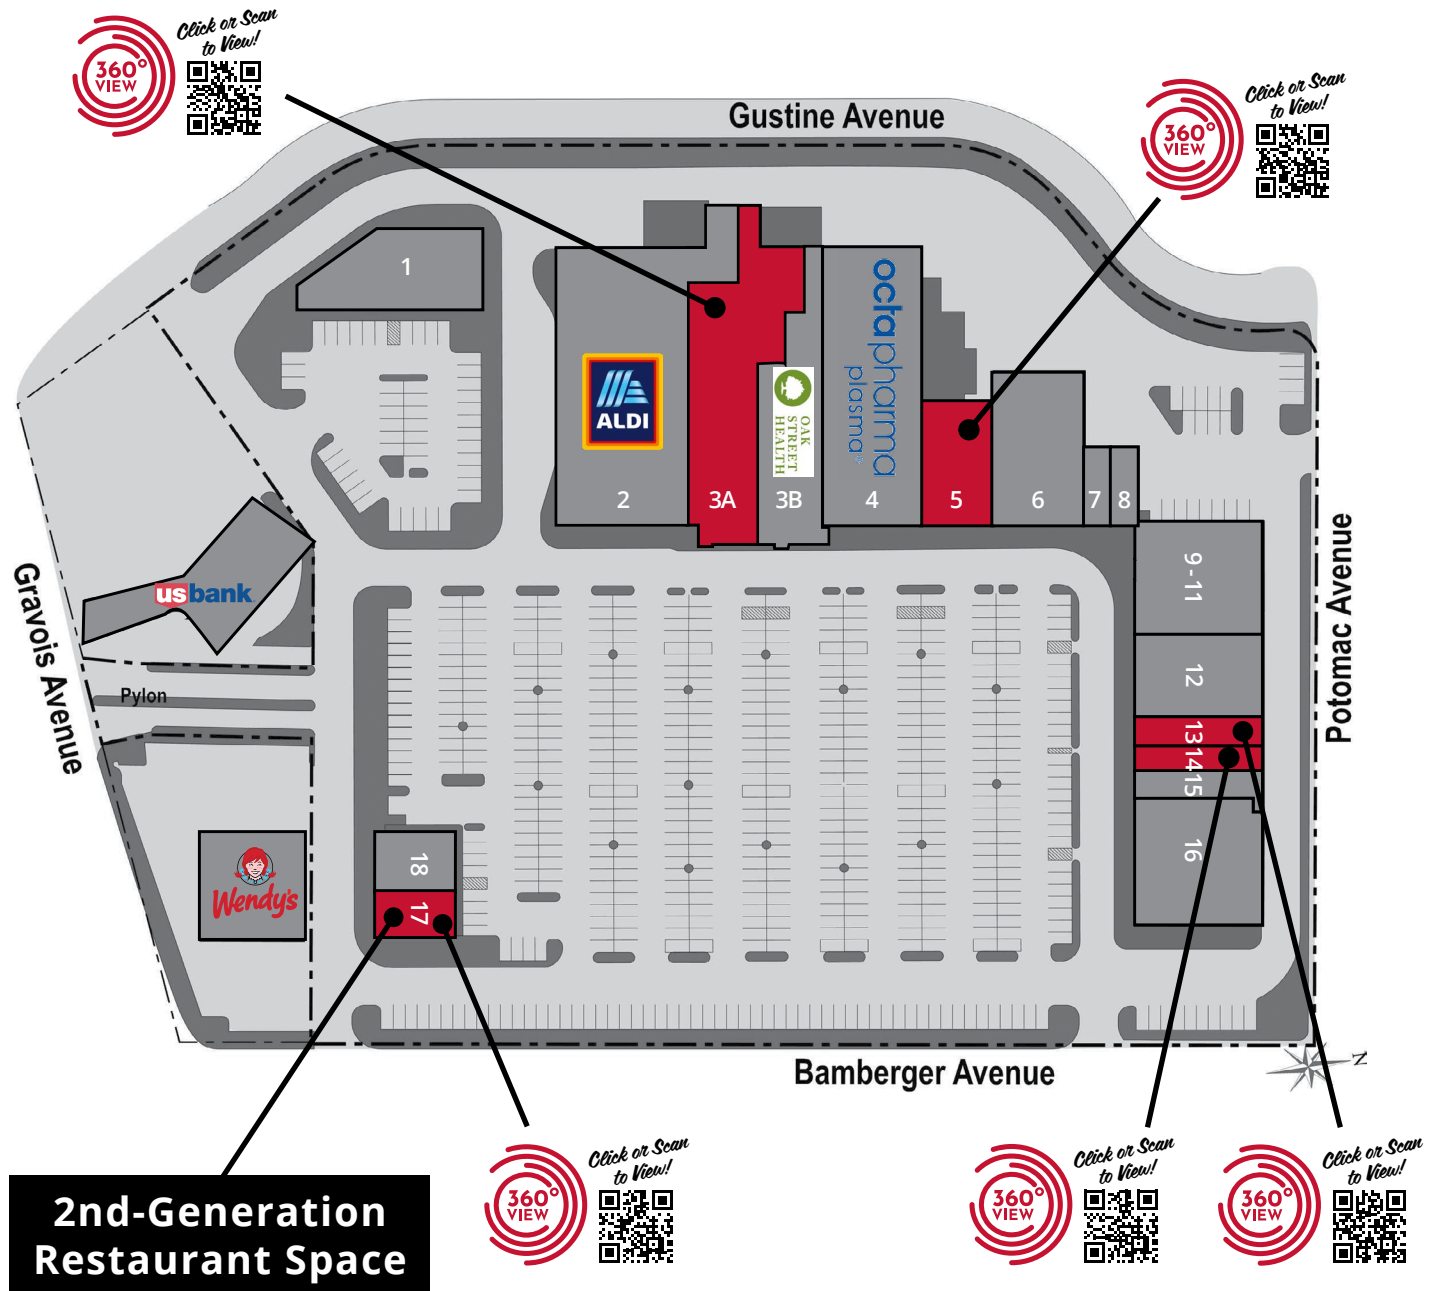 Click or Scan
to View!
360°
VIEW
Click or Scan
to View!
360°
VIEW
Gustine Avenue
1
ALDI
2
3A
OAK
STREET
HEALTH
3B
octapharma
plasma
4
5
6
7
8
9-11
12
13
14
15
16
Potomac Avenue
usbank
Gravois Avenue
Pylon
Wendy's
18
17
Bamberger Avenue
N
2nd-Generation
Restaurant Space
Click or Scan
to View!
360°
VIEW
Click or Scan
to View!
360°
VIEW
Click or Scan
to View!
360°
VIEW